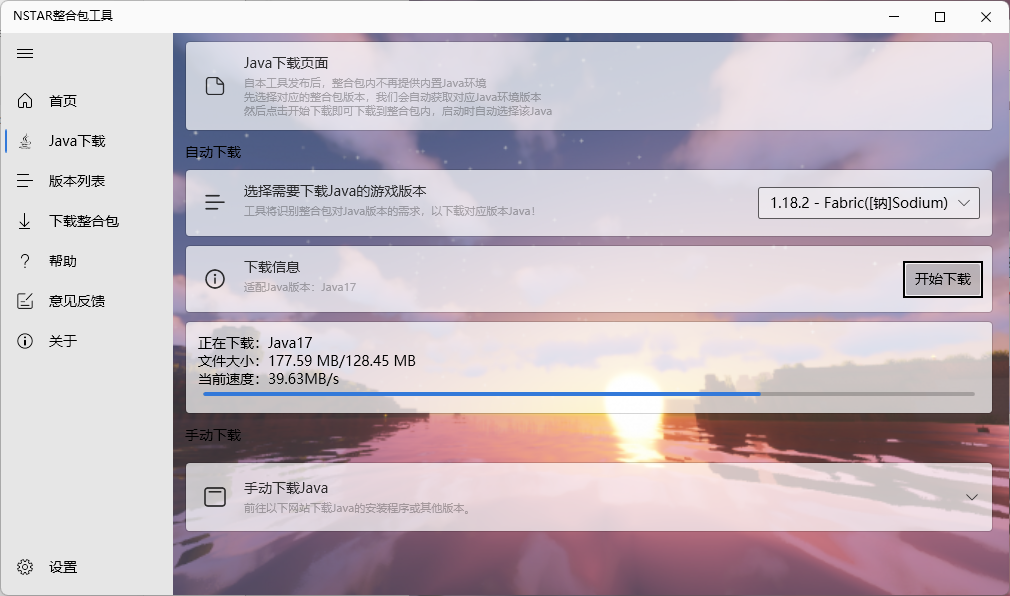 NSTAR整合包工具
首页
Java下载
版本列表
下载整合包
帮助
意见反馈
关于
设置
Java下载页面
自本工具发布后，整合包内不再提供内置Java环境
先选择对应的整合包版本，我们会自动获取对应Java环境版本
然后点击开始下载即可下载到整合包内，启动时自动选择该Java
自动下载
选择需要下载Java的游戏版本
工具将识别整合包对Java版本的需求，以下载对应版本Java！
1.18.2 - Fabric([钠]Sodium)
下载信息
适配Java版本：Java17
开始下载
正在下载：Java17
文件大小：177.59 MB/128.45 MB
当前速度：39.63MB/s
手动下载
手动下载Java
前往以下网站下载Java的安装程序或其他版本。